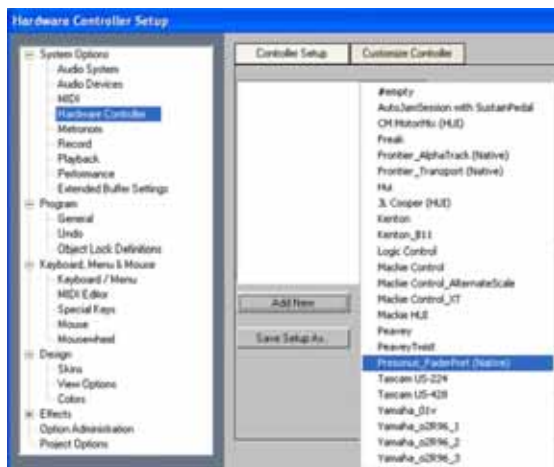 Hardware Controller Setup
System Options
Audio System
Audio Devices
MIDI
Hardware Controller
Metronom
Record
Playback
Performance
Extended Buffer Settings
Program
General
Undo
Object Lock Definitions
Keyboard, Menu & Mouse
Keyboard / Menu
MIDI Editor
Special Keys
Mouse
Mousewheel
Design
Skins
View Options
Colors
Effects
Option Administration
Project Options
Controller Setup
Customize Controller
Add New
Save Setup As..
#empty
AutoJamSession with SustainPedal
CM MotorMix (HUI)
Freak
Frontier_AlphaTrack (Native)
Frontier_Tranzport (Native)
Hui
JL Cooper (HUI)
Kenton
Kenton_B11
Logic Control
Mackie Control
Mackie Control_AlternateScale
Mackie Control_XT
Mackie HUI
Peavey
PeaveyTwist
Presonus_FaderPort (Native)
Tascam US-224
Tascam US-428
Yamaha_01v
Yamaha_o2R96_1
Yamaha_o2R96_2
Yamaha_o2R96_3